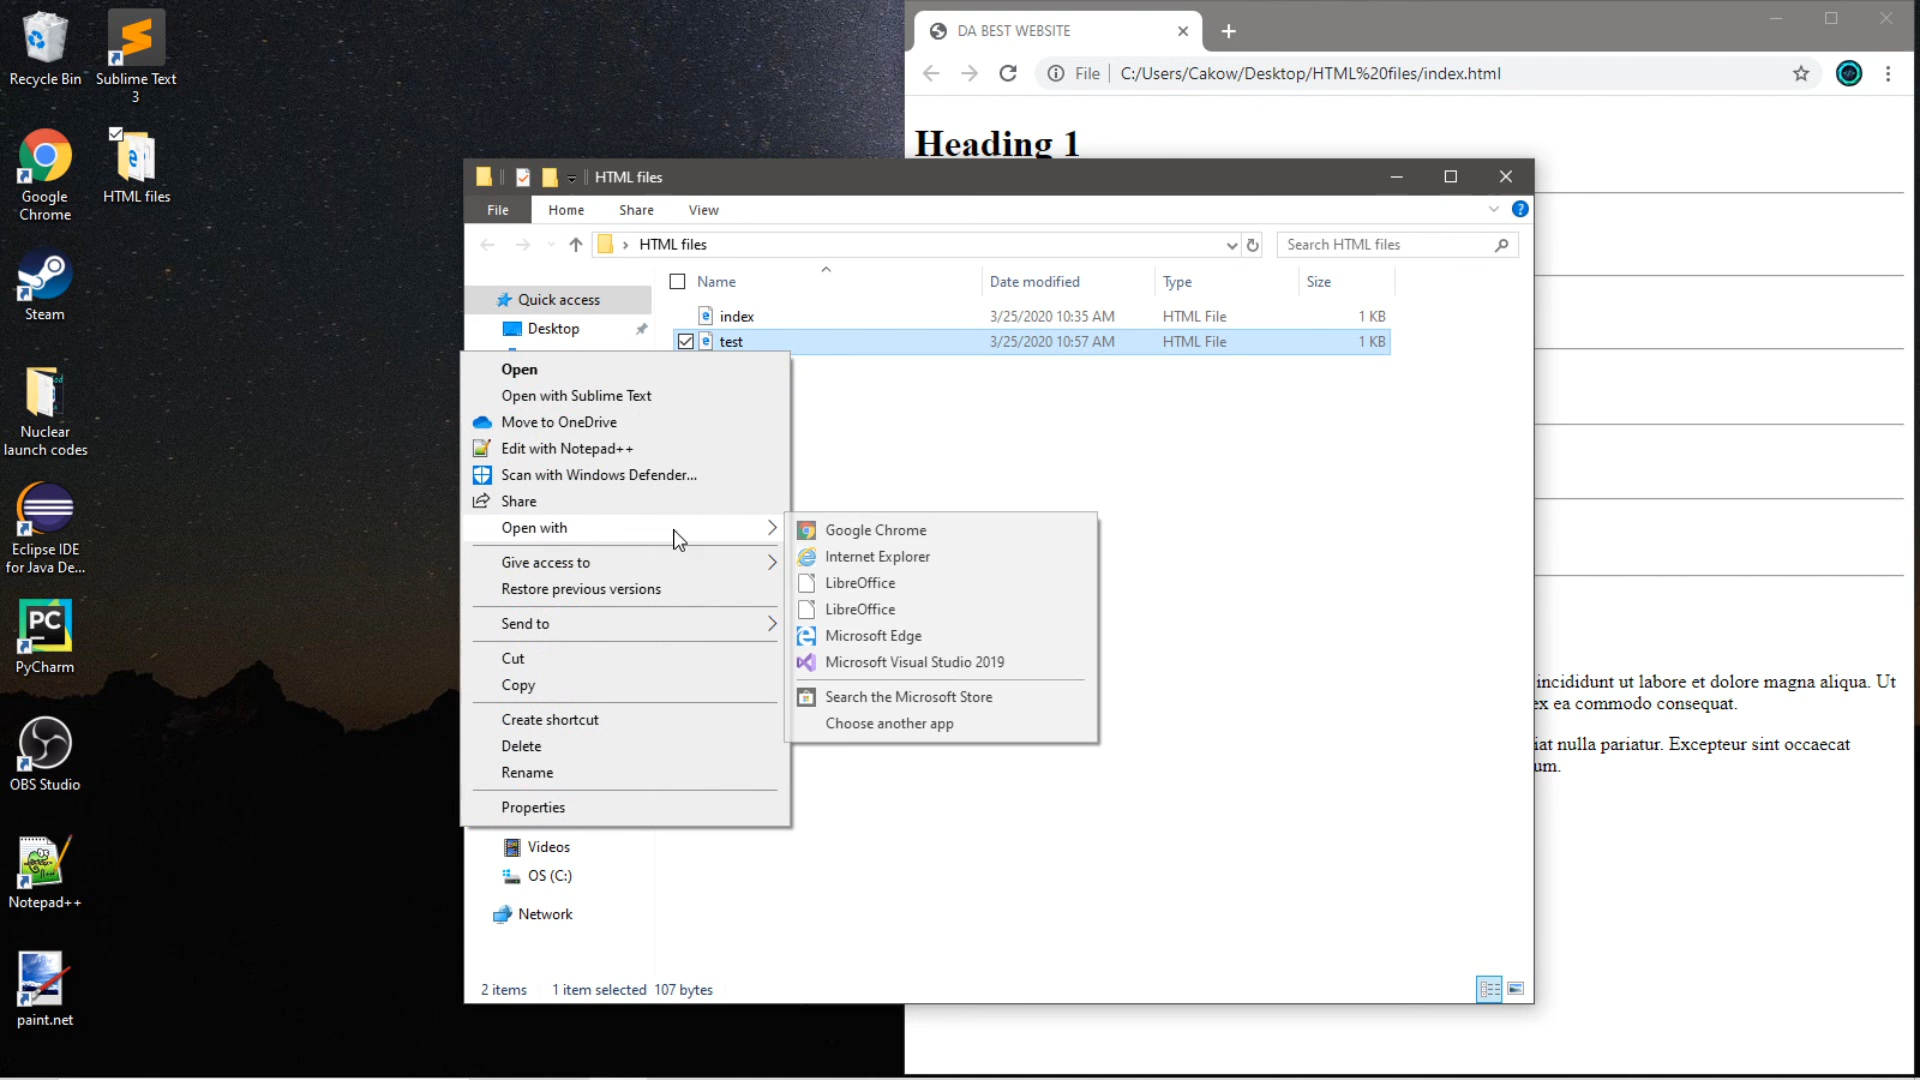 Recycle Bin
Sublime Text
3
Google
Chrome
HTML files
Steam
Nuclear
launch codes
Eclipse IDE
for Java De...
PC
PyCharm
OBS Studio
Notepad++
paint.net
DA BEST WEBSITE
File
C:/Users/Cakow/Desktop/HTML%20files/index.html
Heading 1
HTML files
File
Home
Share
View
HTML files
Search HTML files
Name
Date modified
Type
Size
Quick access
Desktop
index
3/25/2020 10:35 AM
HTML File
1 KB
test
3/25/2020 10:57 AM
HTML File
1 KB
Open
Open with Sublime Text
Move to OneDrive
Edit with Notepad++
Scan with Windows Defender...
Share
Open with
Give access to
Restore previous versions
Send to
Cut
Copy
Create shortcut
Delete
Rename
Properties
Google Chrome
Internet Explorer
LibreOffice
LibreOffice
Microsoft Edge
Microsoft Visual Studio 2019
Search the Microsoft Store
Choose another app
incididunt ut labore et dolore magna aliqua. Ut
ex ea commodo consequat.
iat nulla pariatur. Excepteur sint occaecat
um.
Videos
OS (C:)
Network
2 items
1 item selected 107 bytes